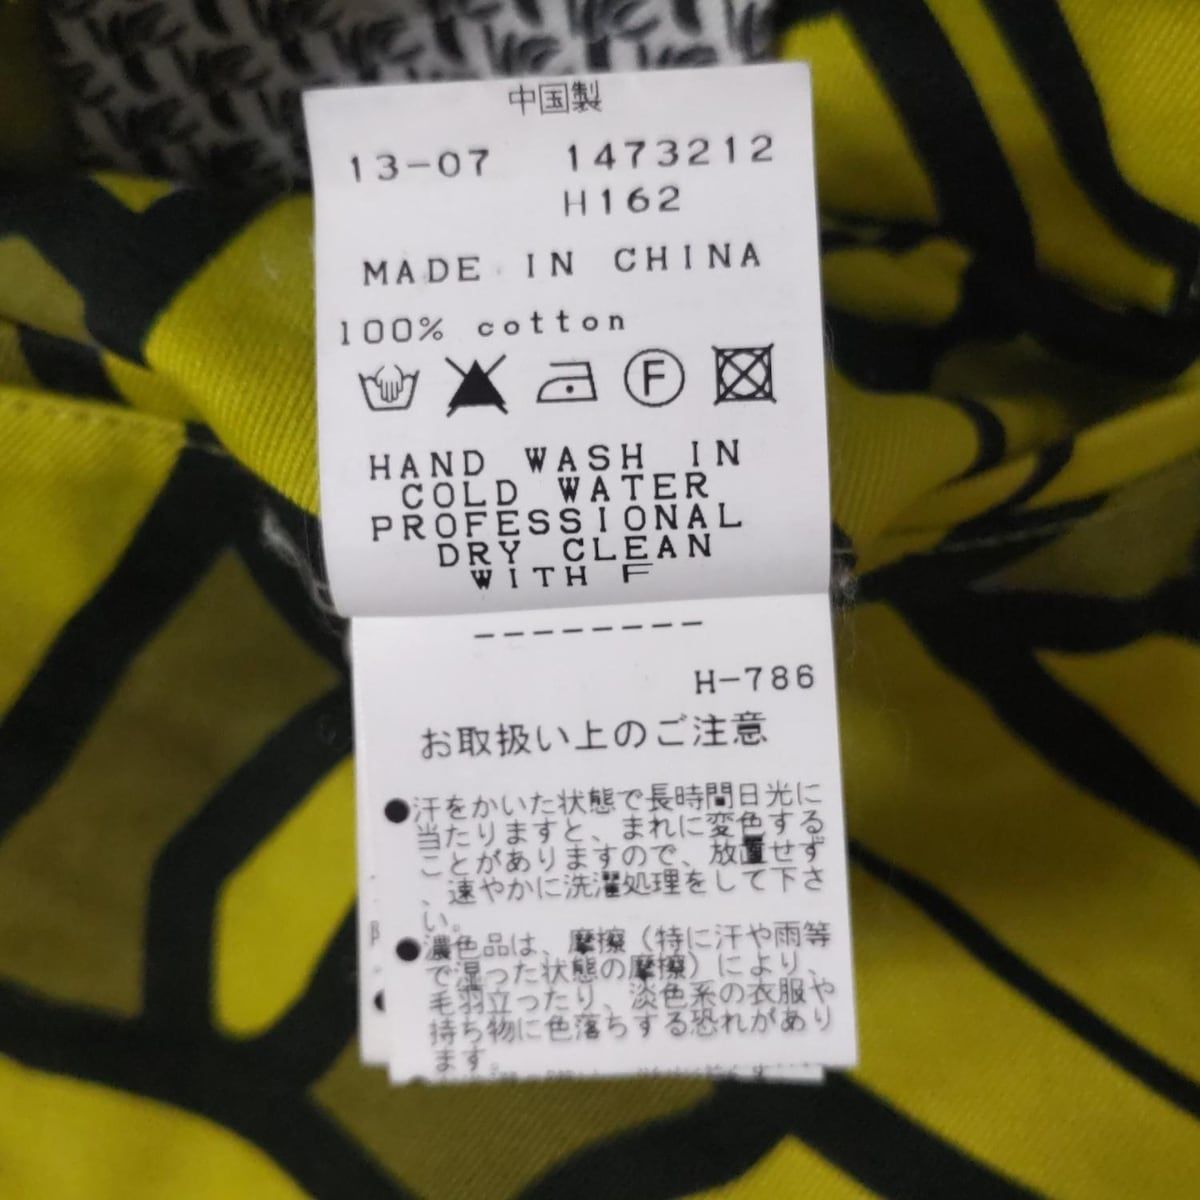 中国製
13-07 1473212
H162
MADE IN CHINA
100% cotton
F
HAND WASH IN
COLD WATER
PROFESSIONAL
DRY CLEAN
WITH F
--------
H-786
お取扱い上のご注意
●汗をかいた状態で長時間日光に
当たりますと、まれに変色する
ことがありますので、放置せず
、速やかに洗濯処理をして下さ
い。
●濃色品は、摩擦（特に汗や雨等
で湿った状態の摩擦）により、
毛羽立ったり、淡色系の衣服や
持ち物に色落ちする恐れがあり
ます。